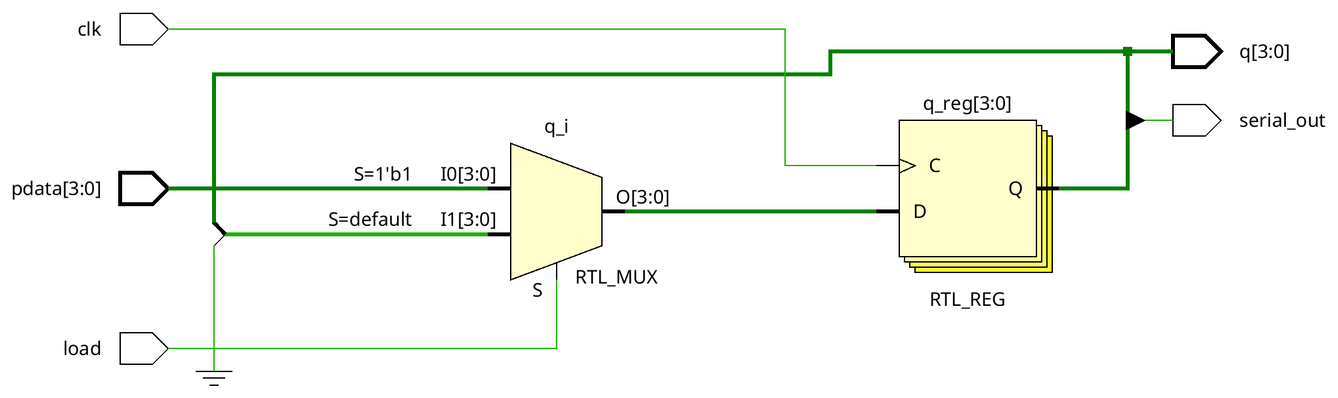 clk
q[3:0]
q_reg[3:0]
serial_out
q_i
C
S=1'b1 I0[3:0]
pdata[3:0]
Q
O[3:0]
D
S=default I1[3:0]
RTL_MUX
S
RTL_REG
load